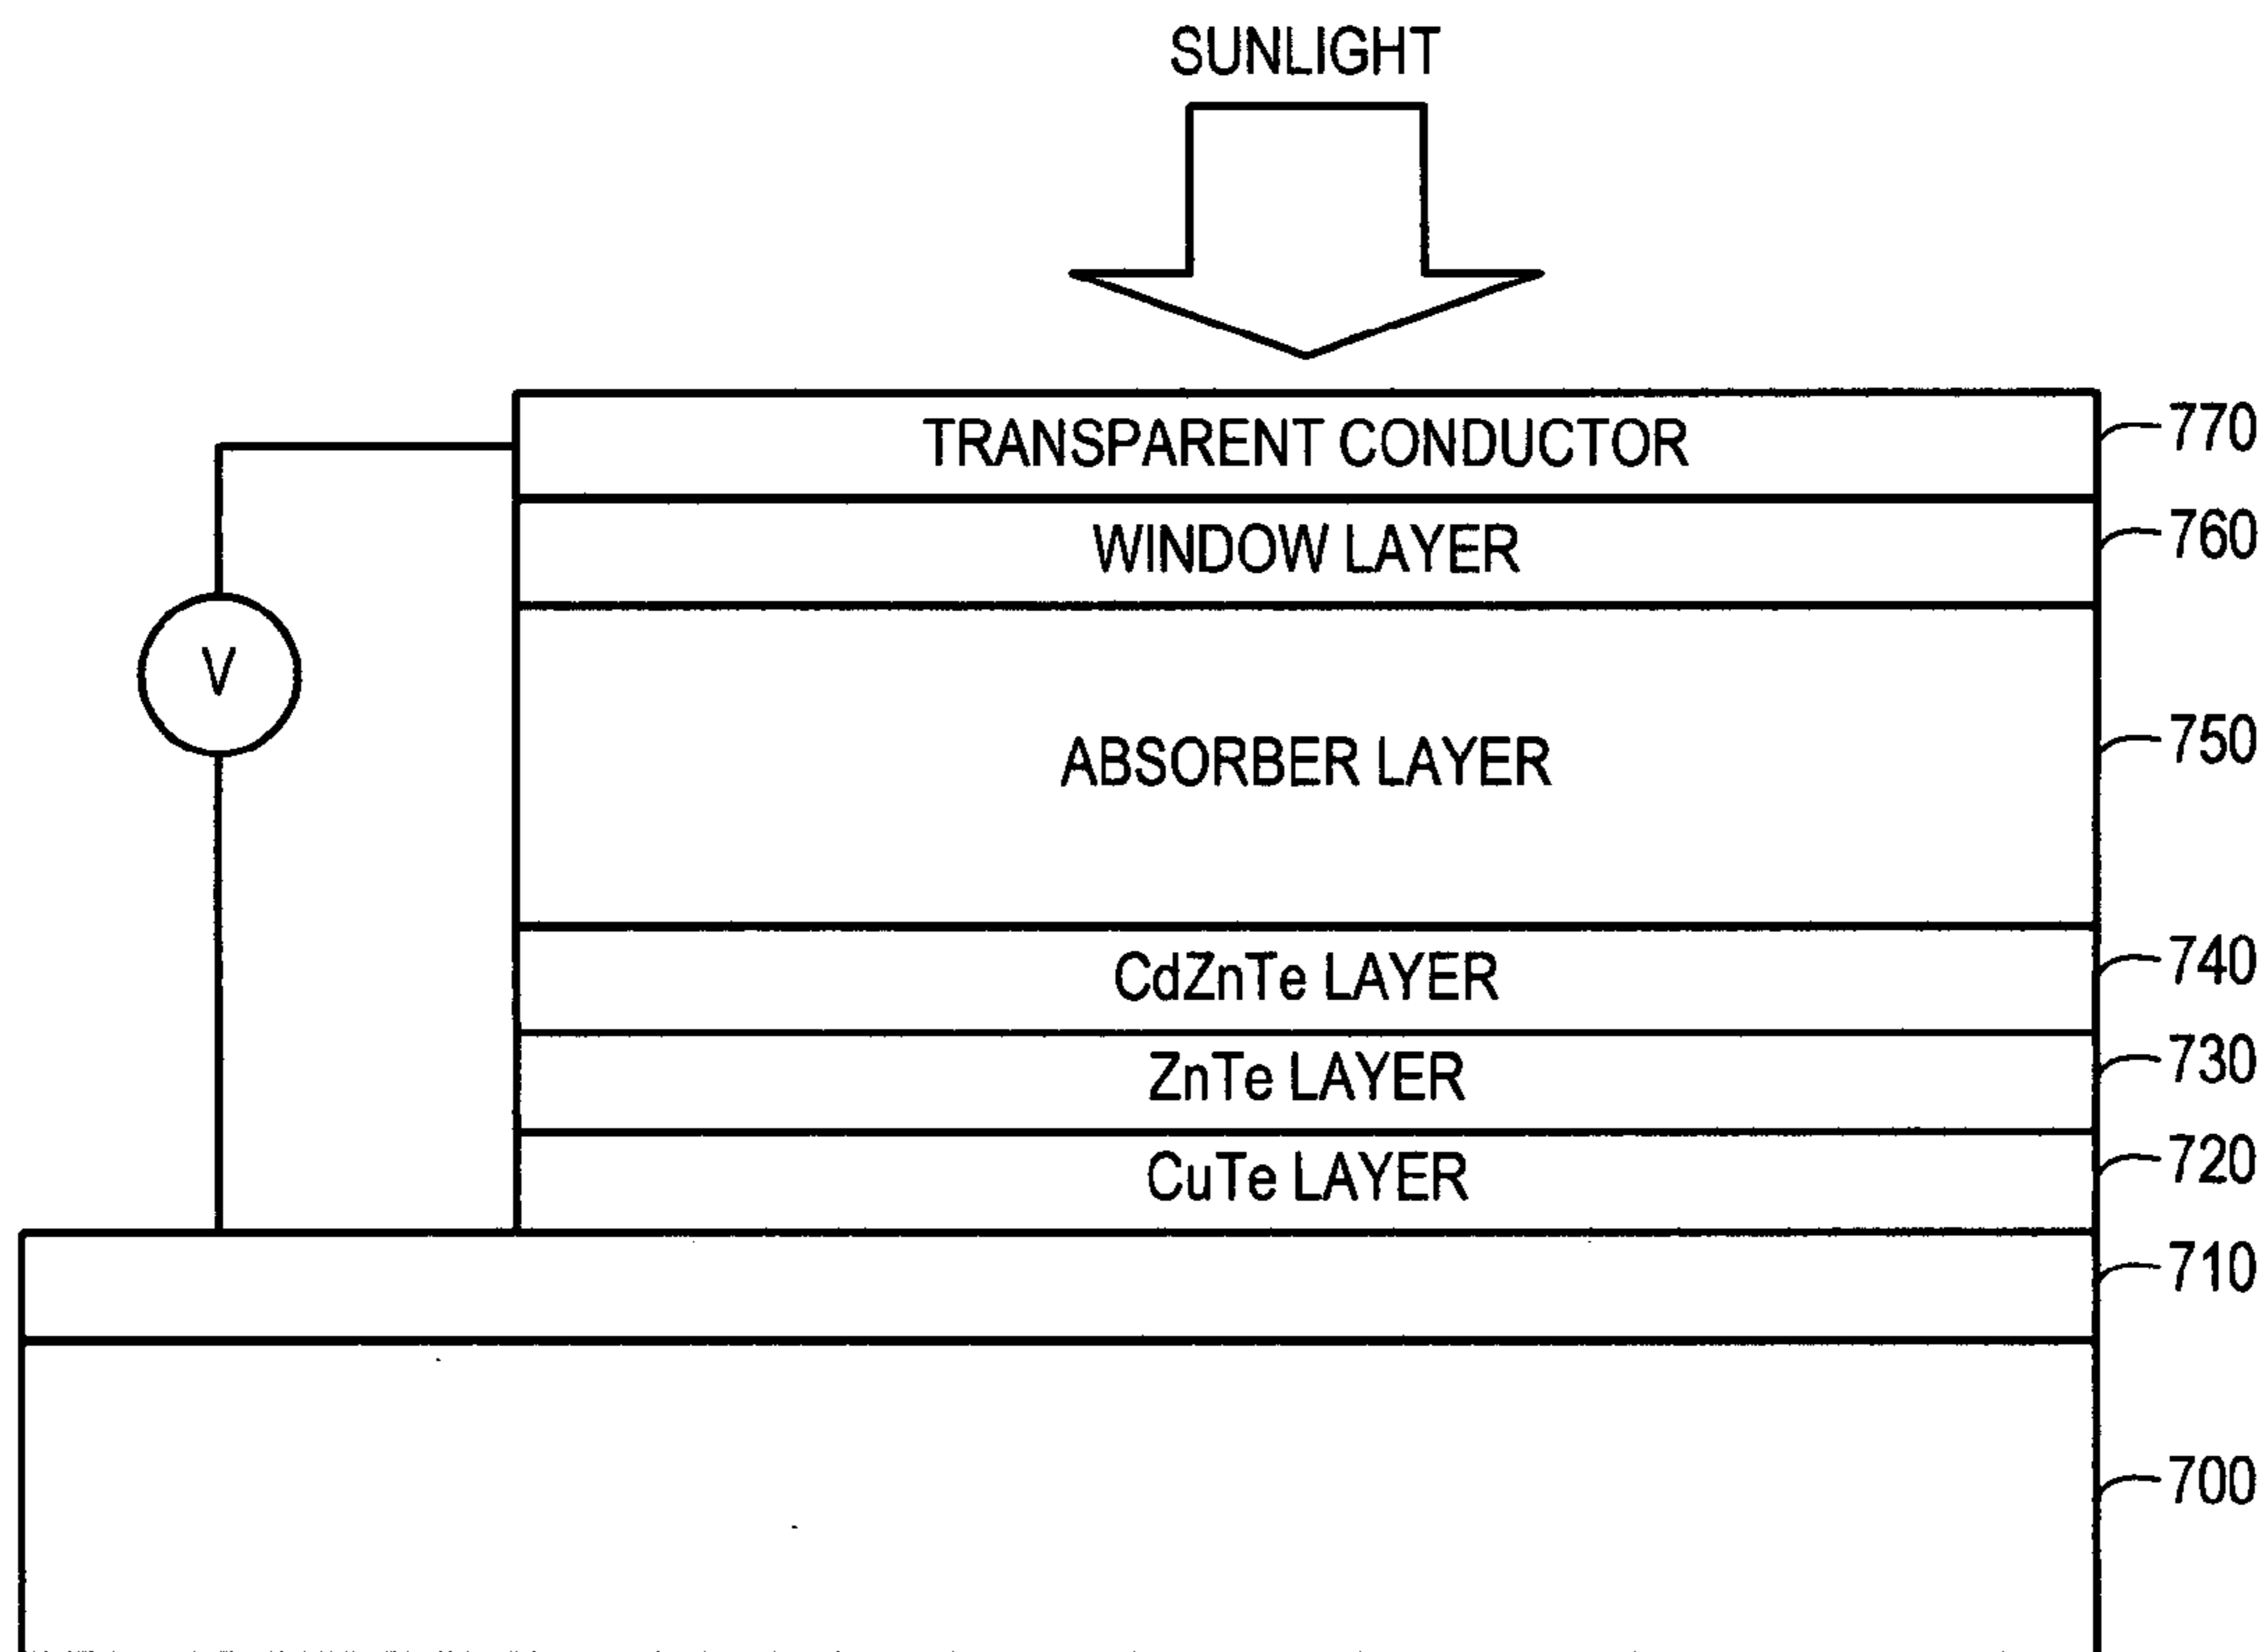 SUNLIGHT
TRANSPARENT CONDUCTOR
770
WINDOW LAYER
760
V
ABSORBER LAYER
750
CdZnTe LAYER
740
ZnTe LAYER
730
CuTe LAYER
720
710
700